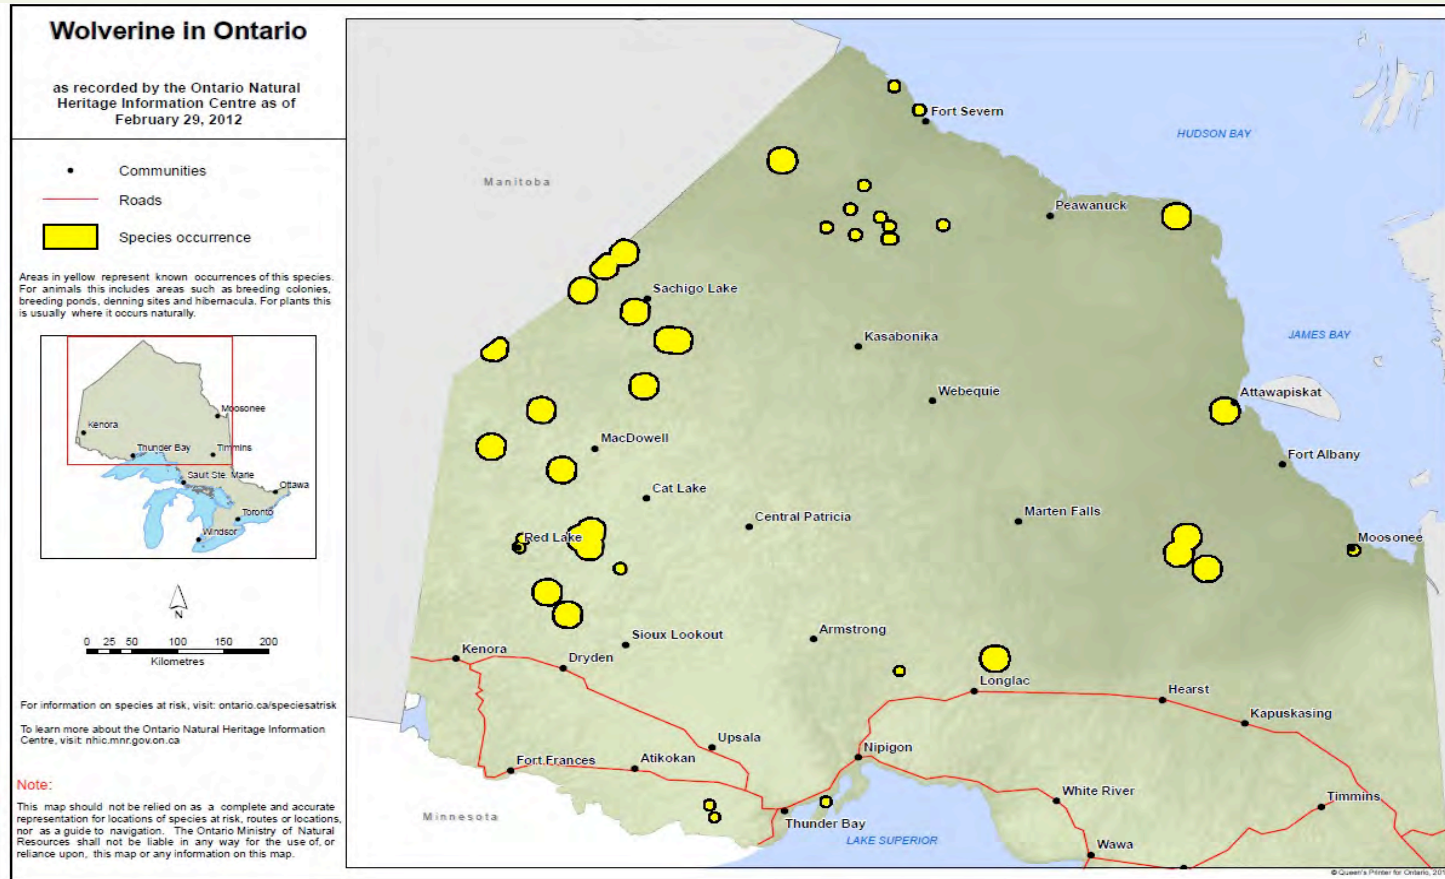 Wolverine in Ontario
as recorded by the Ontario Natural
Heritage Information Centre as of
February 29, 2012
Communities
Roads
Species occurrence
Areas in yellow represent known occurrences of this species.
For animals this includes areas such as breeding colonies,
breeding ponds, denning sites and hibernacula. For plants this
is usually where it occurs naturally.
Moosonee
Kenora
Thunder Bay
Timmins
Sault Ste. Marie
Ottawa
Toronto
Windsor
N
0 25 50 100 150 200
Kilometres
For information on species at risk, visit: ontario.ca/speciesatrisk
To learn more about the Ontario Natural Heritage Information
Centre, visit: nhic.mnr.gov.on.ca
Note:
This map should not be relied on as a complete and accurate
representation for locations of species at risk, routes or locations,
nor as a guide to navigation. The Ontario Ministry of Natural
Resources shall not be liable in any way for the use of, or
reliance upon, this map or any information on this map.
Fort Severn
HUDSON BAY
Manitoba
Peawanuck
Sachigo Lake
Kasabonika
JAMES BAY
Webequie
Attawapiskat
MacDowell
Fort Albany
Cat Lake
Central Patricia
Marten Falls
Red Lake
Moosonee
Sioux Lookout
Armstrong
Kenora
Dryden
Longlac
Hearst
Kapuskasing
Upsala
Nipigon
Fort Frances
Atikokan
White River
Timmins
Minnesota
Thunder Bay
LAKE SUPERIOR
Wawa
© Queen's Printer for Ontario, 201